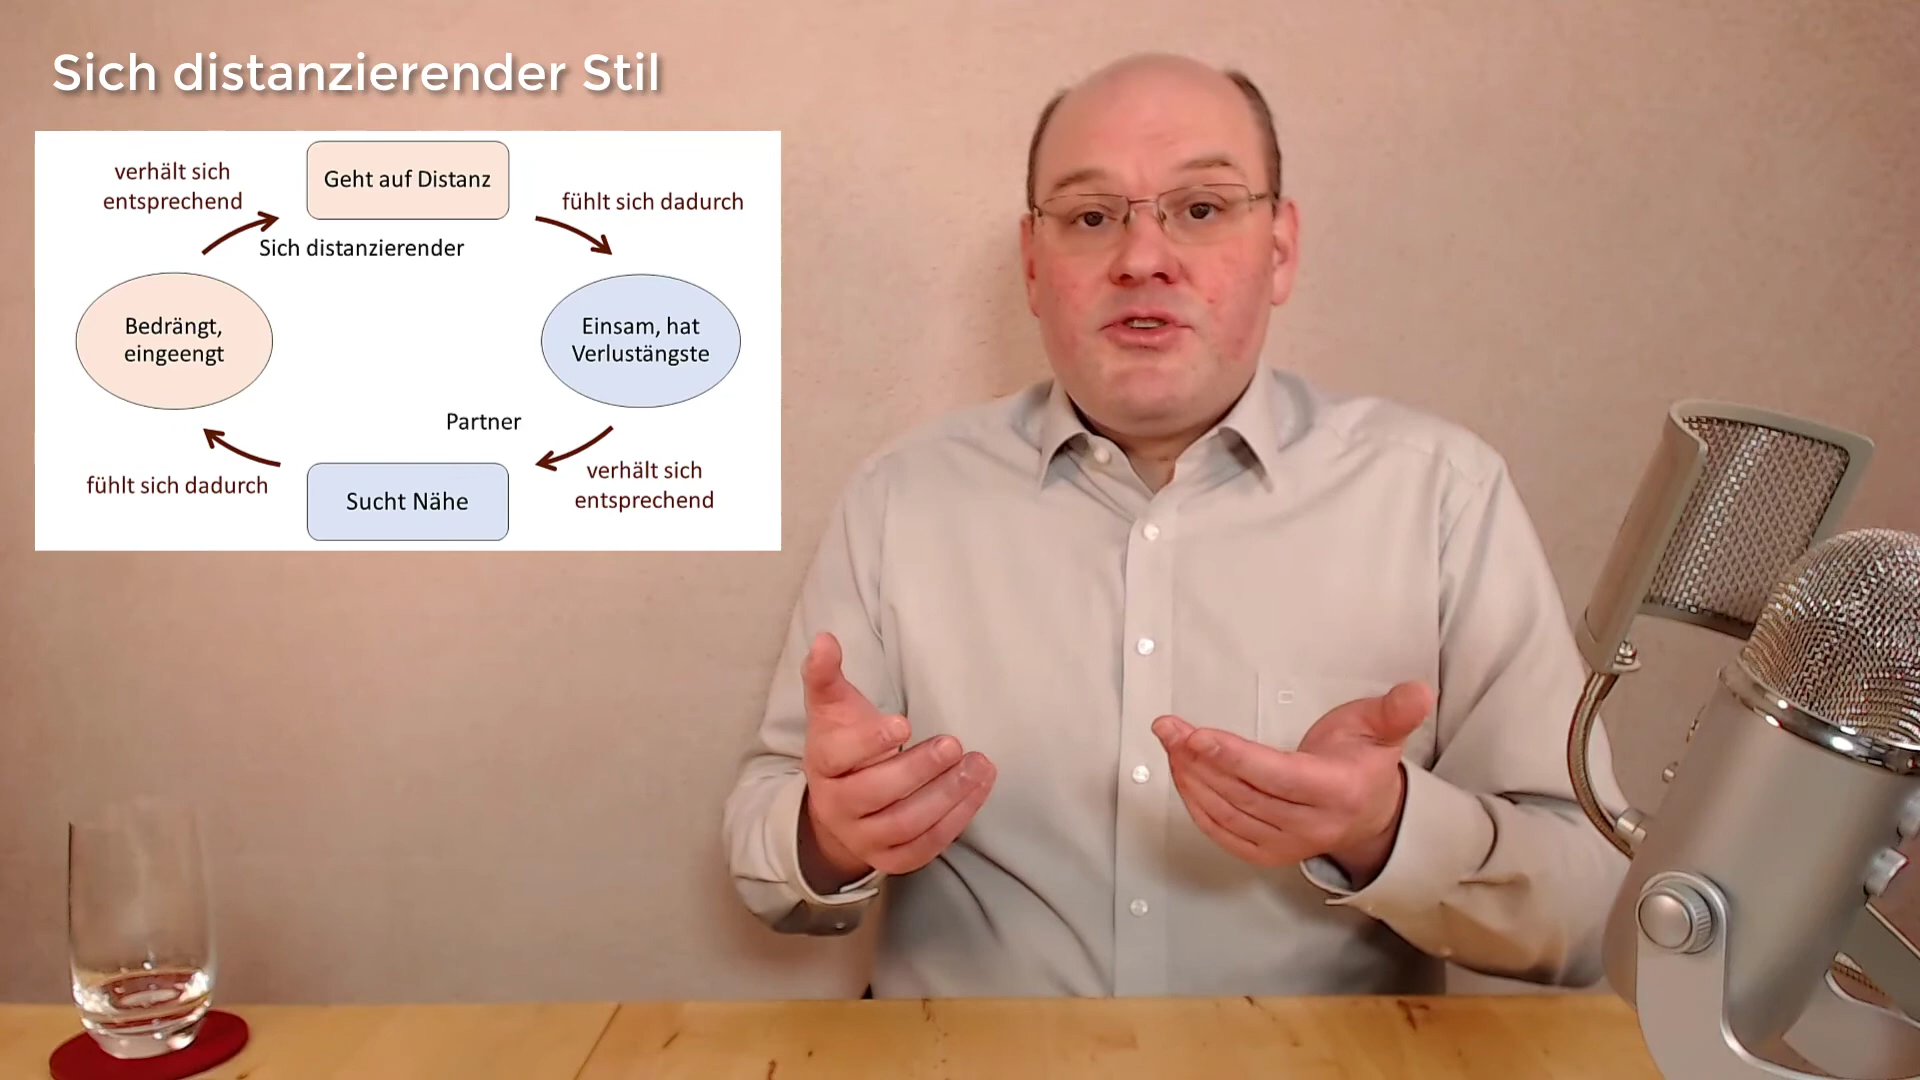 Sich distanzierender Stil
verhält sich
entsprechend
Geht auf Distanz
fühlt sich dadurch
Sich distanzierender
Bedrängt,
eingeengt
Einsam, hat
Verlustängste
Partner
fühlt sich dadurch
Sucht Nähe
verhält sich
entsprechend